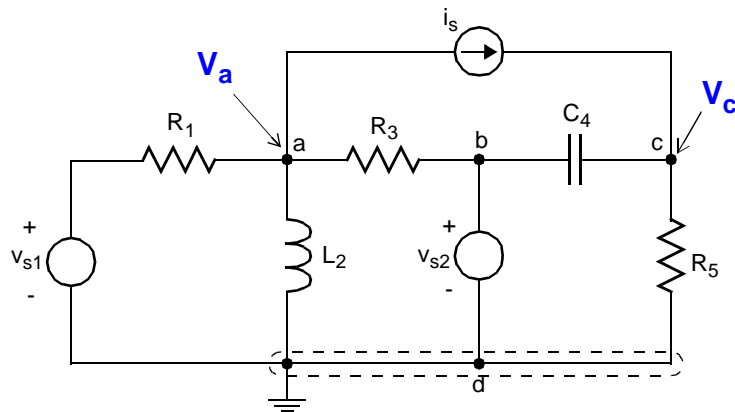 i_s
V_a
V_c
C_4
R_1
R_3
a
b
c
+
v_s1
-
L_2
+
v_s2
-
R_5
d